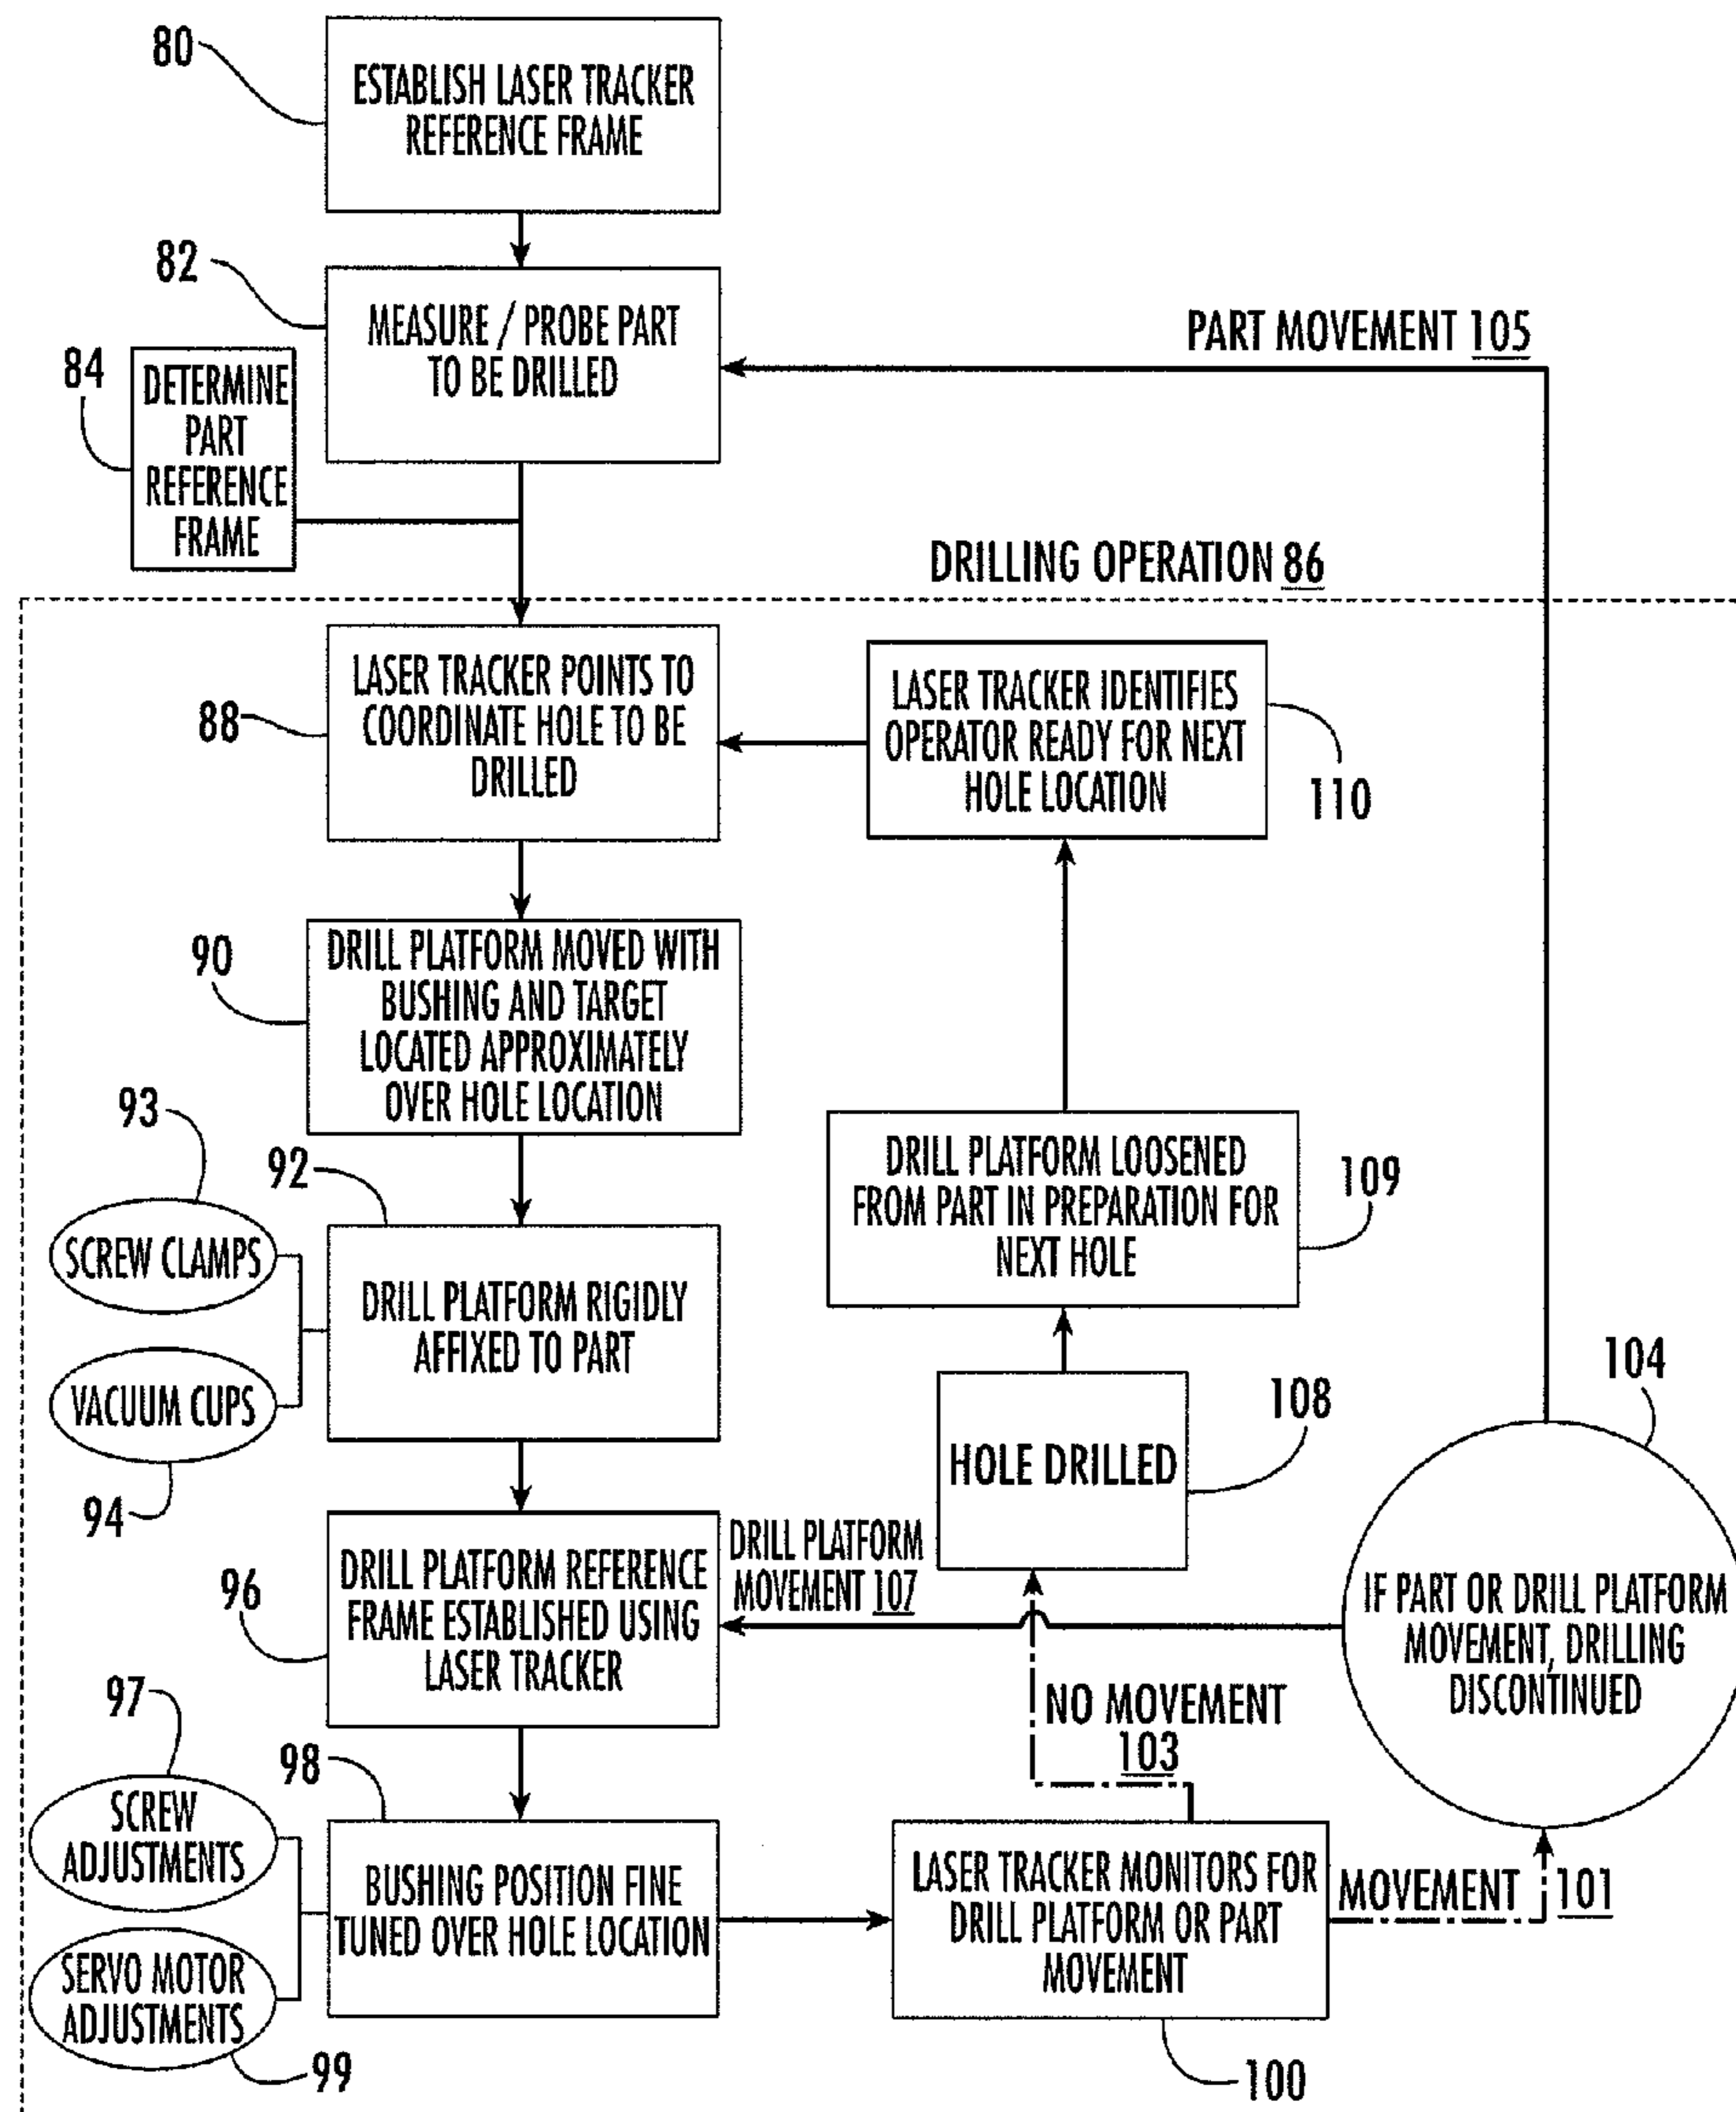 80
ESTABLISH LASER TRACKER
REFERENCE FRAME
82
MEASURE / PROBE PART
TO BE DRILLED
PART MOVEMENT 105
84
DETERMINE
PART
REFERENCE
FRAME
DRILLING OPERATION 86
88
LASER TRACKER POINTS TO
COORDINATE HOLE TO BE
DRILLED
LASER TRACKER IDENTIFIES
OPERATOR READY FOR NEXT
HOLE LOCATION
110
90
DRILL PLATFORM MOVED WITH
BUSHING AND TARGET
LOCATED APPROXIMATELY
OVER HOLE LOCATION
93
92
SCREW CLAMPS
VACUUM CUPS
94
DRILL PLATFORM RIGIDLY
AFFIXED TO PART
DRILL PLATFORM LOOSENED
FROM PART IN PREPARATION FOR
NEXT HOLE
109
HOLE DRILLED
108
104
IF PART OR DRILL PLATFORM
MOVEMENT, DRILLING
DISCONTINUED
96
DRILL PLATFORM REFERENCE
FRAME ESTABLISHED USING
LASER TRACKER
DRILL PLATFORM
MOVEMENT 107
NO MOVEMENT
103
97
98
SCREW
ADJUSTMENTS
SERVO MOTOR
ADJUSTMENTS
99
BUSHING POSITION FINE
TUNED OVER HOLE LOCATION
LASER TRACKER MONITORS FOR
DRILL PLATFORM OR PART
MOVEMENT
100
MOVEMENT 101